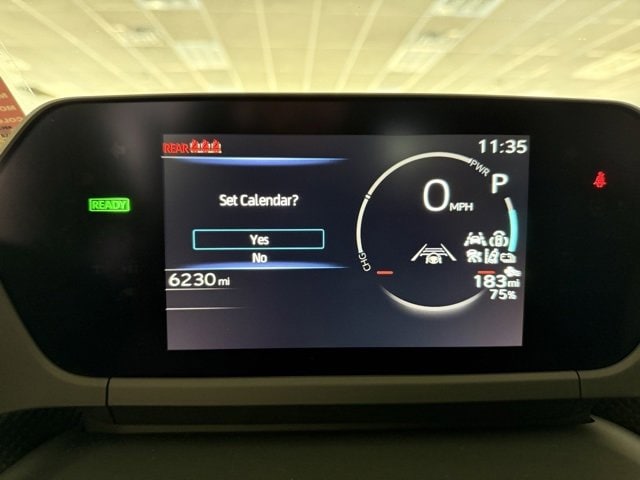 REAR
11:35
PWR
P
READY
Set Calendar?
0 MPH
Yes
No
CHG
6230 mi
183 mi
75%